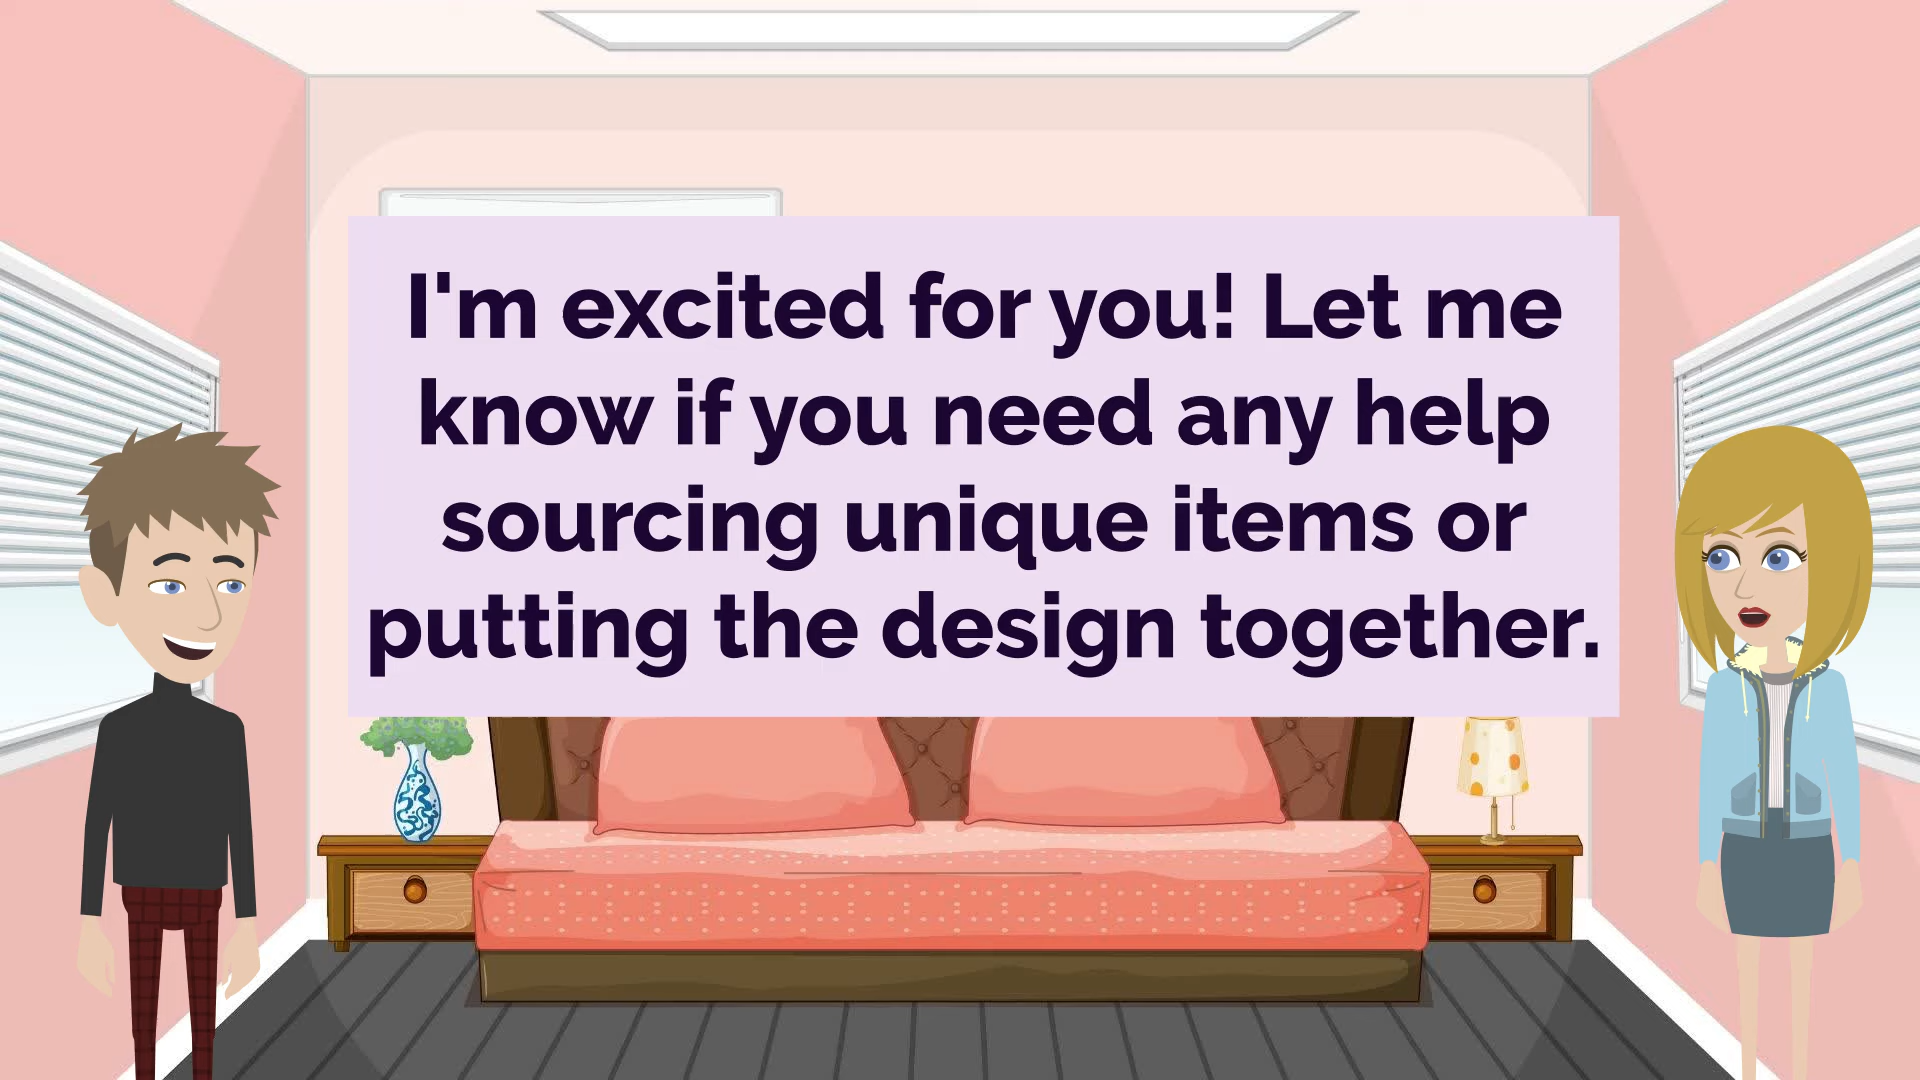 I'm excited for you! Let me
know if you need any help
sourcing unique items or
putting the design together.